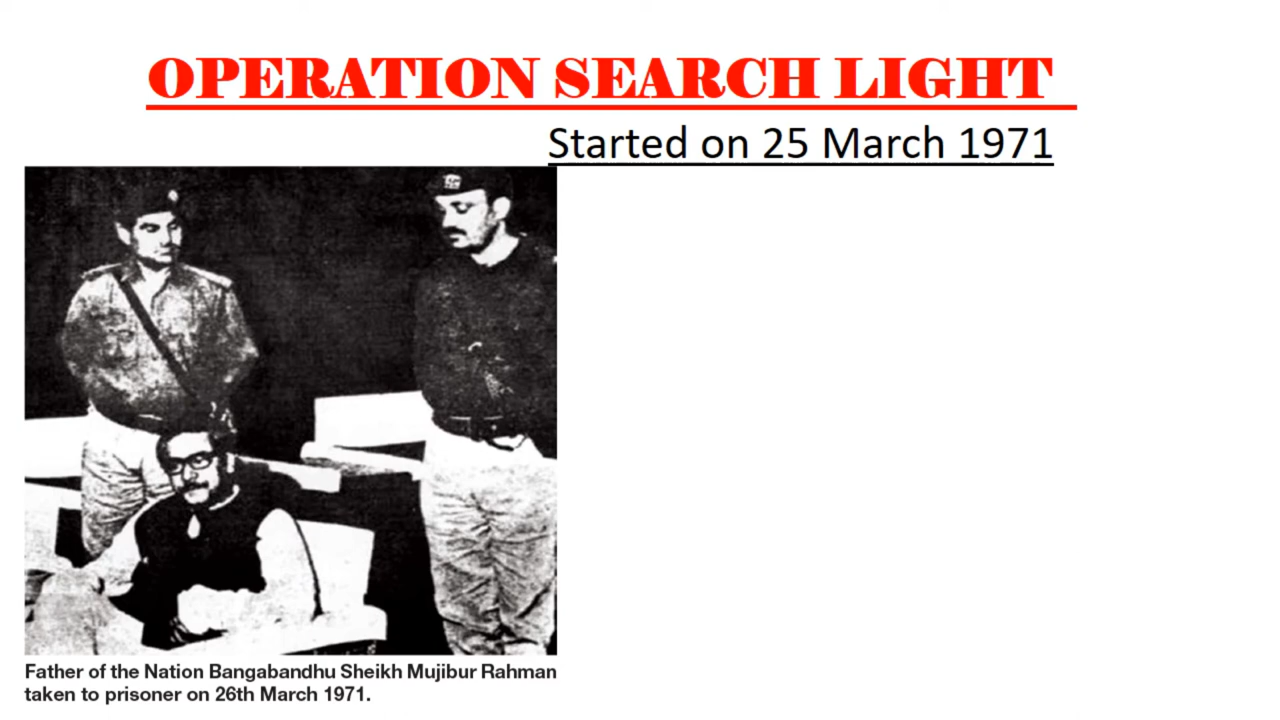 OPERATION SEARCH LIGHT
Started on 25 March 1971
Father of the Nation Bangabandhu Sheikh Mujibur Rahman
taken to prisoner on 26th March 1971.